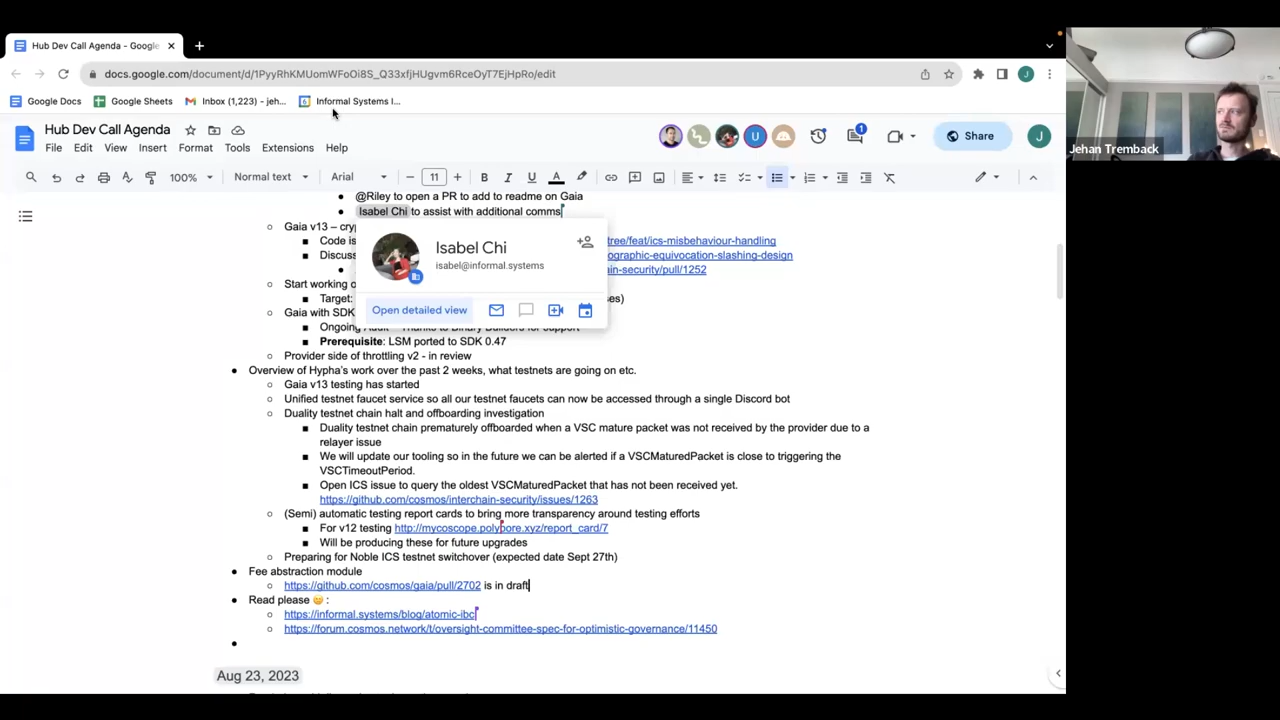 Hub Dev Call Agenda - Google
docs.google.com/document/d/1PyyRhKMUomWFoOi8S_Q33xfjHUgvm6RceOyT7EjHpRo/edit
J
Google Docs
Google Sheets
Inbox (1,223) - jeh...
6
Informal Systems I...
Hub Dev Call Agenda
U
1
Share
J
File Edit View Insert Format Tools Extensions Help
100%
Normal text
Arial
11
B I U A
@Riley to open a PR to add to readme on Gaia
Isabel Chi to assist with additional comms
Gaia v13 – cry
Code is
tree/feat/ics-misbehaviour-handling
Discuss
ographic-equivocation-slashing-design
ain-security/pull/1252
Isabel Chi
isabel@informal.systems
Open detailed view
Start working o
Target:
ses)
Gaia with SDK
Ongoing Audit – Thanks to Binary Builders for support
Prerequisite: LSM ported to SDK 0.47
Provider side of throttling v2 - in review
Overview of Hypha's work over the past 2 weeks, what testnets are going on etc.
Gaia v13 testing has started
Unified testnet faucet service so all our testnet faucets can now be accessed through a single Discord bot
Duality testnet chain halt and offboarding investigation
Duality testnet chain prematurely offboarded when a VSC mature packet was not received by the provider due to a
relayer issue
We will update our tooling so in the future we can be alerted if a VSCMaturedPacket is close to triggering the
VSCTimeoutPeriod.
Open ICS issue to query the oldest VSCMaturedPacket that has not been received yet.
https://github.com/cosmos/interchain-security/issues/1263
(Semi) automatic testing report cards to bring more transparency around testing efforts
For v12 testing http://mycoscope.polypore.xyz/report_card/7
Will be producing these for future upgrades
Preparing for Noble ICS testnet switchover (expected date Sept 27th)
Fee abstraction module
https://github.com/cosmos/gaia/pull/2702 is in draft
Read please 😊 :
https://informal.systems/blog/atomic-ibc
https://forum.cosmos.network/t/oversight-committee-spec-for-optimistic-governance/11450
Aug 23, 2023
Jehan Tremback